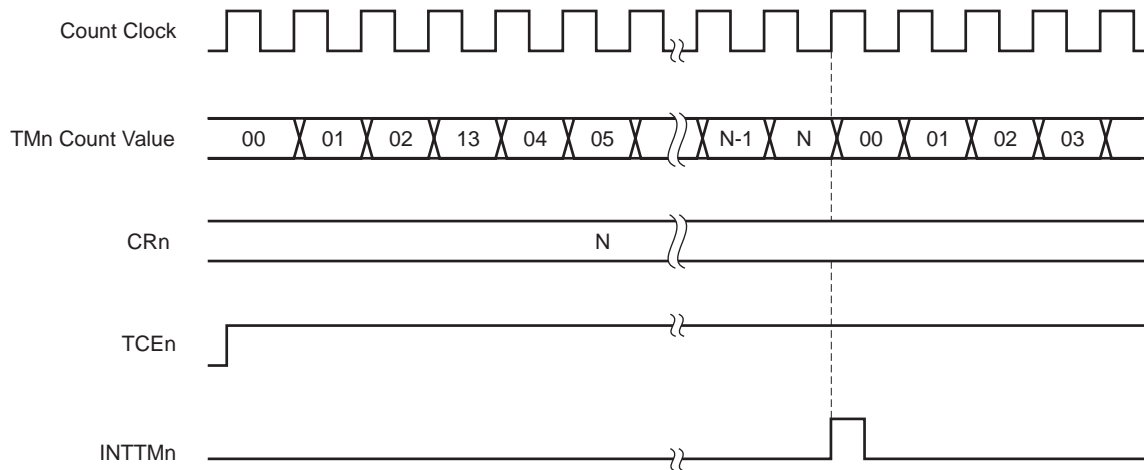 Count Clock
TMn Count Value 00 01 02 13 04 05 N-1 N 00 01 02 03
CRn N
TCEn
INTTMn